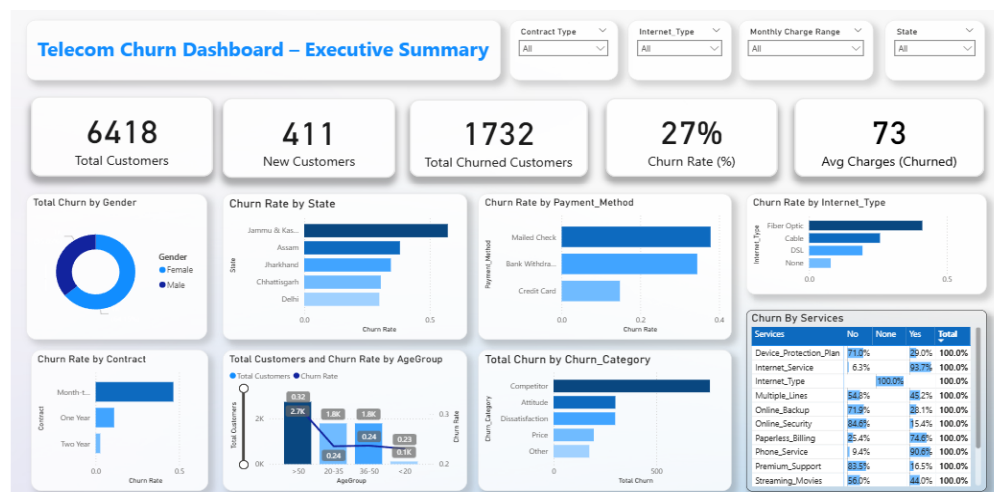 Telecom Churn Dashboard – Executive Summary
Contract Type
All
Internet_Type
All
Monthly Charge Range
All
State
All
6418
Total Customers
411
New Customers
1732
Total Churned Customers
27%
Churn Rate (%)
73
Avg Charges (Churned)
Total Churn by Gender
Gender
Female
Male
Churn Rate by State
State
Jammu & Kas...
Assam
Jharkhand
Chhattisgarh
Delhi
0.0 0.5
Churn Rate
Churn Rate by Payment_Method
Payment_Method
Mailed Check
Bank Withdra...
Credit Card
0.0 0.2 0.4
Churn Rate
Churn Rate by Internet_Type
Internet_Type
Fiber Optic
Cable
DSL
None
0.0 0.5
Churn Rate by Contract
Contract
Month-t...
One Year
Two Year
0.0 0.5
Churn Rate
Total Customers and Churn Rate by AgeGroup
Total Customers Churn Rate
Total Customers
2K
0K
0.32
2.7K
1.8K
0.24
1.8K
0.24
0.23
0.1K
0.3
0.2
Churn Rate
>50 20-35 36-50 <20
AgeGroup
Total Churn by Churn_Category
Churn_Category
Competitor
Attitude
Dissatisfaction
Price
Other
0 500
Total Churn
Churn By Services
Services No None Yes Total
Device_Protection_Plan 71.0% 29.0% 100.0%
Internet_Service 6.3% 93.7% 100.0%
Internet_Type 100.0% 100.0%
Multiple_Lines 54.8% 45.2% 100.0%
Online_Backup 71.9% 28.1% 100.0%
Online_Security 84.6% 15.4% 100.0%
Paperless_Billing 25.4% 74.6% 100.0%
Phone_Service 9.4% 90.6% 100.0%
Premium_Support 83.5% 16.5% 100.0%
Streaming_Movies 56.0% 44.0% 100.0%